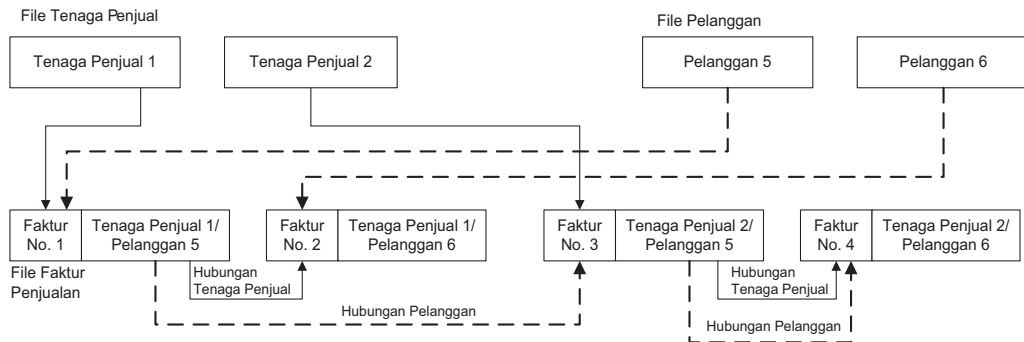 File Tenaga Penjual
File Pelanggan
Tenaga Penjual 1
Tenaga Penjual 2
Pelanggan 5
Pelanggan 6
Faktur
No. 1
Tenaga Penjual 1/
Pelanggan 5
Faktur
No. 2
Tenaga Penjual 1/
Pelanggan 6
Faktur
No. 3
Tenaga Penjual 2/
Pelanggan 5
Faktur
No. 4
Tenaga Penjual 2/
Pelanggan 6
File Faktur
Penjualan
Hubungan
Tenaga Penjual
Hubungan
Tenaga Penjual
Hubungan Pelanggan
Hubungan Pelanggan